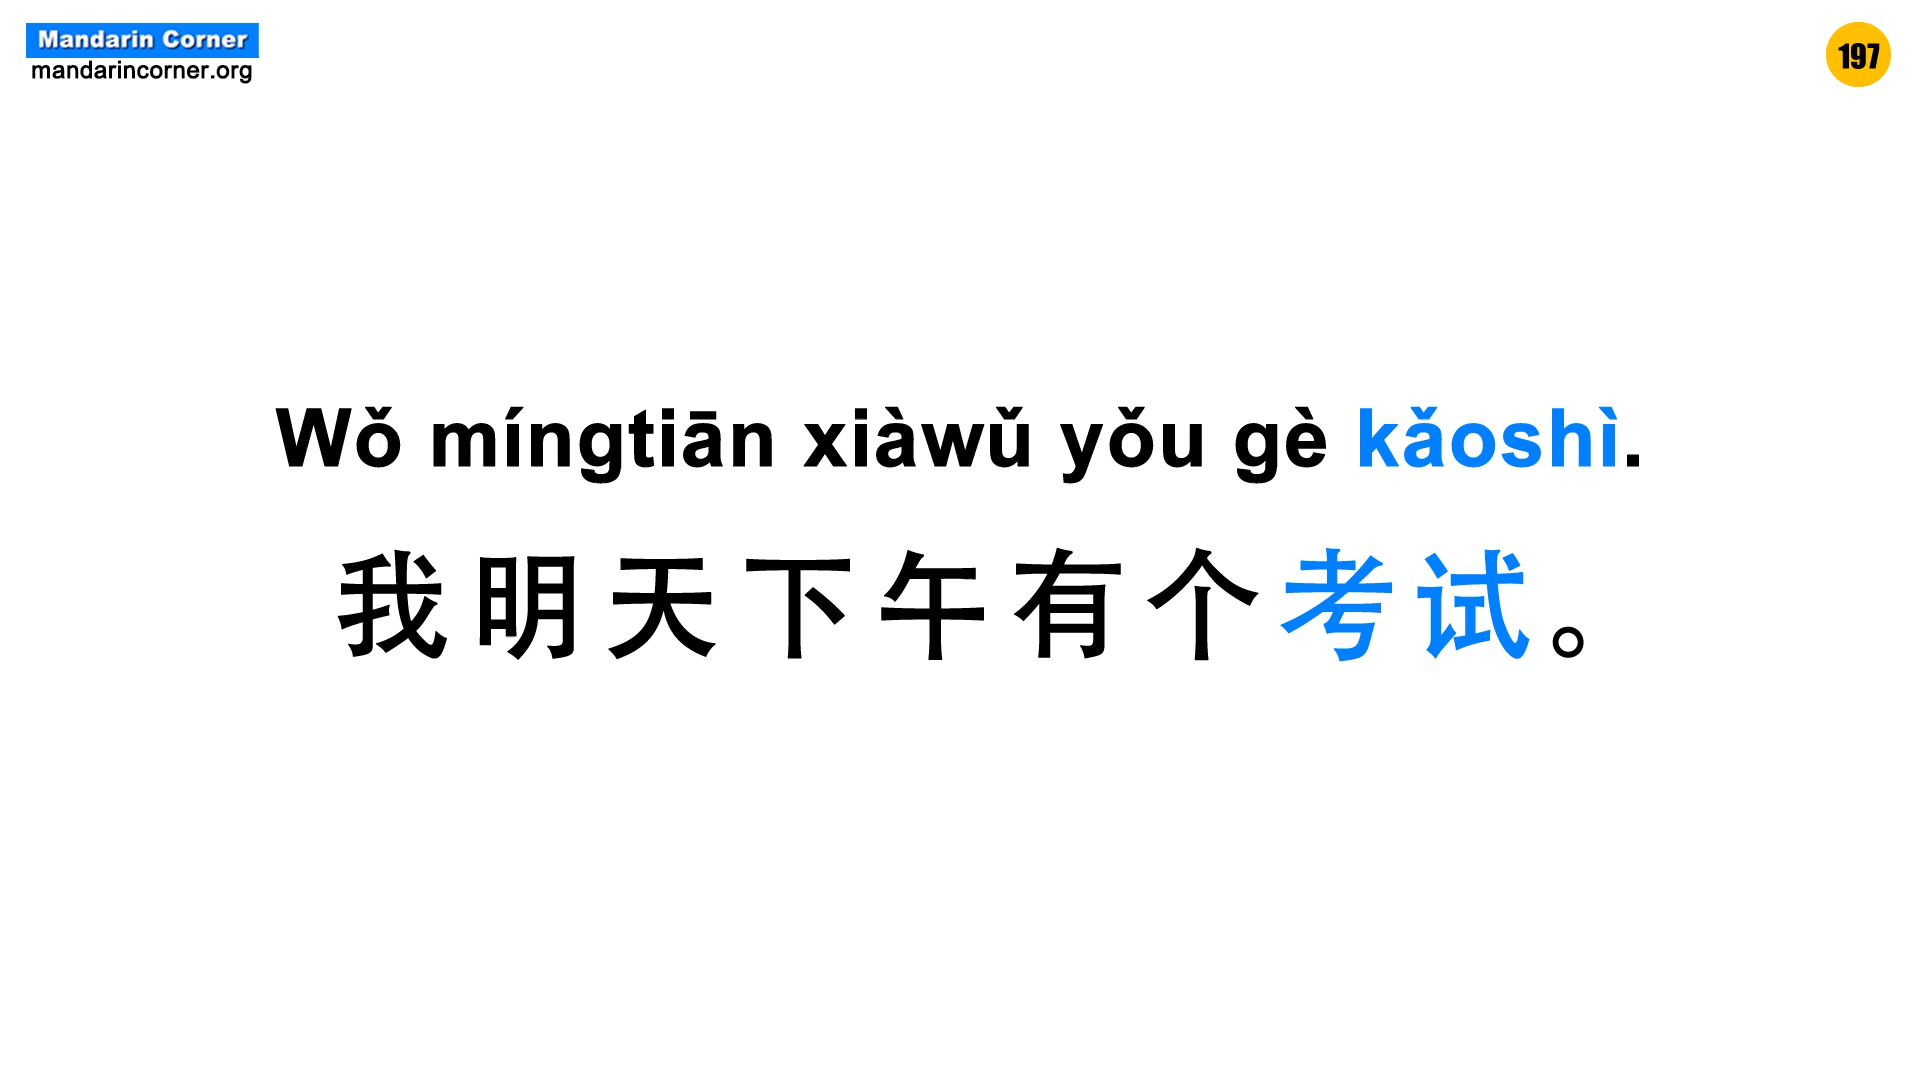 Mandarin Corner
mandarincorner.org
197
Wǒ míngtiān xiàwǔ yǒu gè kǎoshì.
我明天下午有个考试。